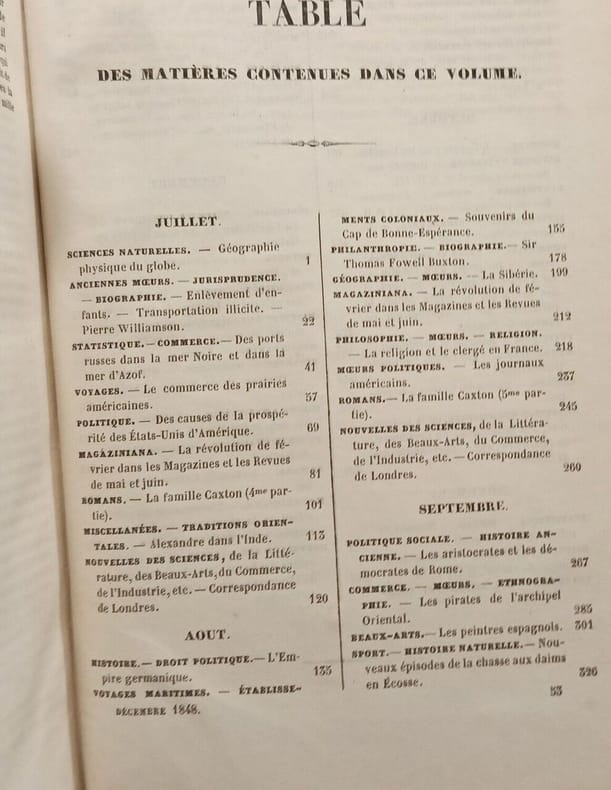 TABLE
DES MATIÈRES CONTENUES DANS CE VOLUME.
JUILLET.
SCIENCES NATURELLES. — Géographie
physique du globe. 1
ANCIENNES MŒURS. — JURISPRUDENCE.
— BIOGRAPHIE. — Enlèvement d'en-
fants. — Transportation illicite. —
Pierre Williamson. 22
STATISTIQUE. — COMMERCE. — Des ports
russes dans la mer Noire et dans la
mer d'Azof. 41
VOYAGES. — Le commerce des prairies
américaines. 57
POLITIQUE. — Des causes de la prospé-
rité des États-Unis d'Amérique. 69
MAGAZINIANA. — La révolution de fé-
vrier dans les Magazines et les Revues
de mai et juin. 81
ROMANS. — La famille Caxton (4me par-
tie). 101
MISCELLANÉES. — TRADITIONS ORIEN-
TALES. — Alexandre dans l'Inde. 113
NOUVELLES DES SCIENCES, de la Litté-
rature, des Beaux-Arts, du Commerce,
de l'Industrie, etc. — Correspondance
de Londres. 120
AOUT.
HISTOIRE. — DROIT POLITIQUE. — L'Em-
pire germanique. 135
VOYAGES MARITIMES. — ÉTABLISSE-
DÉCEMBRE 1848.
MENTS COLONIAUX. — Souvenirs du
Cap de Bonne-Espérance. 155
PHILANTHROPIE. — BIOGRAPHIE. — Sir
Thomas Fowell Buxton. 178
GÉOGRAPHIE. — MŒURS. — La Sibérie. 199
MAGAZINIANA. — La révolution de fé-
vrier dans les Magazines et les Revues
de mai et juin. 212
PHILOSOPHIE. — MŒURS. — RELIGION.
— La religion et le clergé en France. 218
MŒURS POLITIQUES. — Les journaux
américains. 237
ROMANS. — La famille Caxton (5me par-
tie). 245
NOUVELLES DES SCIENCES, de la Littéra-
ture, des Beaux-Arts, du Commerce,
de l'Industrie, etc. — Correspondance
de Londres. 260
SEPTEMBRE.
POLITIQUE SOCIALE. — HISTOIRE AN-
CIENNE. — Les aristocrates et les dé-
mocrates de Rome. 267
COMMERCE. — MŒURS. — ETHNOGRA-
PHIE. — Les pirates de l'archipel
Oriental. 285
BEAUX-ARTS. — Les peintres espagnols. 301
SPORT. — HISTOIRE NATURELLE. — Nou-
veaux épisodes de la chasse aux daims
en Écosse. 326
53